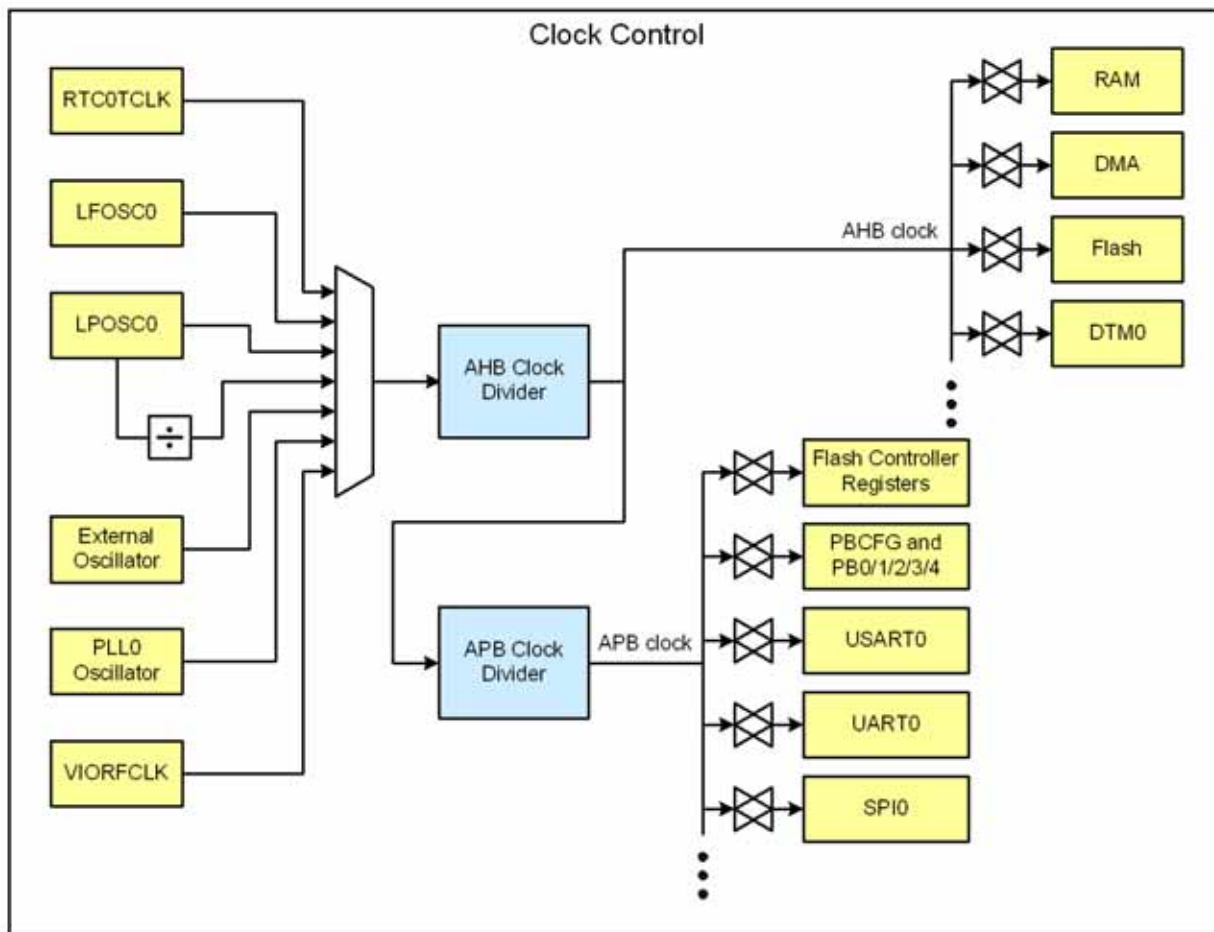 Clock Control
RTC0TCLK
LFOSC0
LPOSC0
÷
External
Oscillator
PLL0
Oscillator
VIORFCLK
AHB Clock
Divider
APB Clock
Divider
AHB clock
RAM
DMA
Flash
DTM0
APB clock
Flash Controller
Registers
PBCFG and
PB0/1/2/3/4
USART0
UART0
SPI0